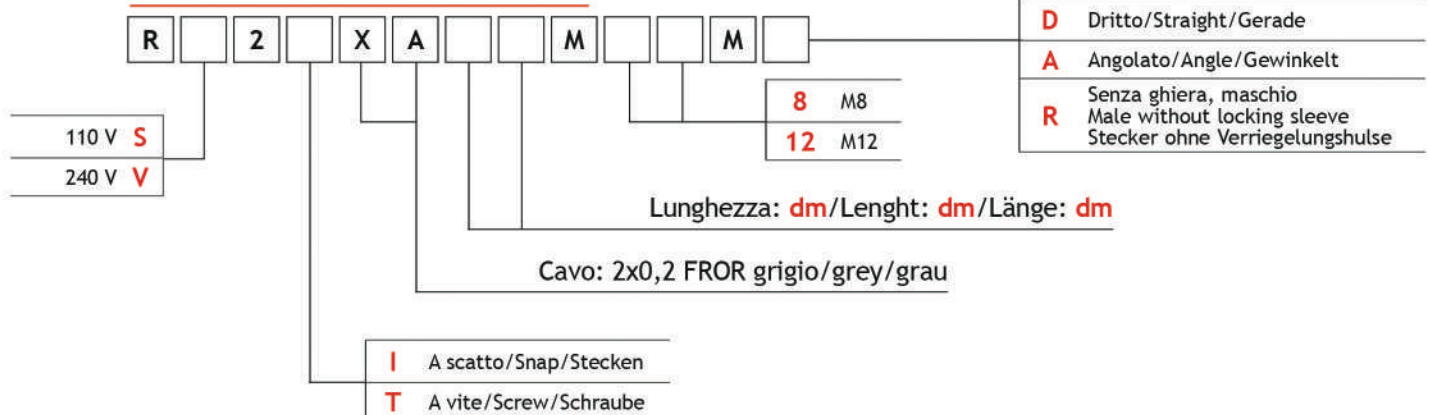 D Dritto/Straight/Gerade
R 2 X A M M
A Angolato/Angle/Gewinkelt
8 M8
R Senza ghiera, maschio
Male without locking sleeve
Stecker ohne Verriegelungshulse
110 V S
12 M12
240 V V
Lunghezza: dm/Lenght: dm/Länge: dm
Cavo: 2x0,2 FROR grigio/grey/grau
I A scatto/Snap/Stecken
T A vite/Screw/Schraube